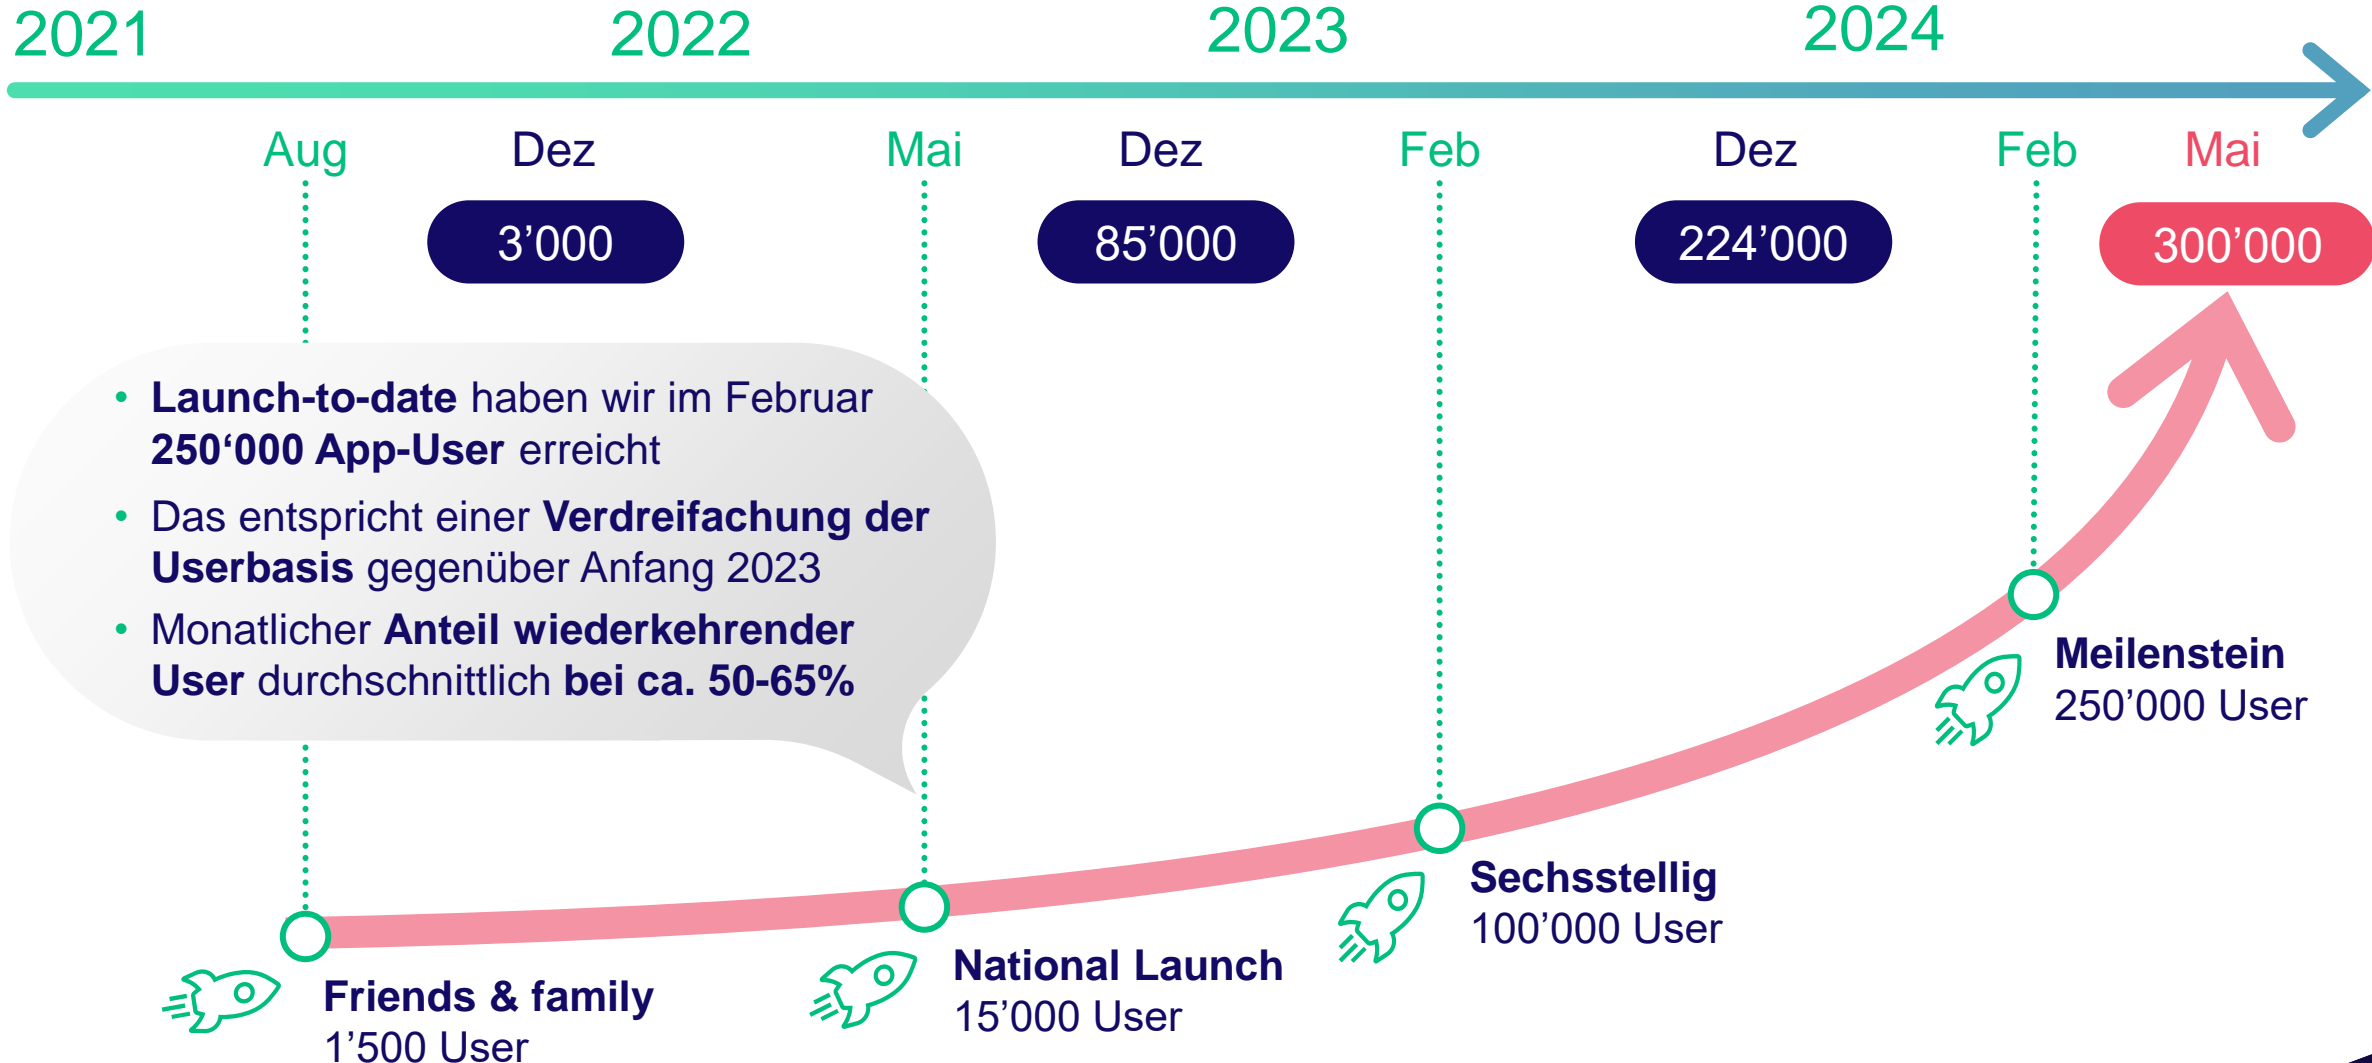 2021 2022 2023 2024
Aug Dez Mai Dez Feb Dez Feb Mai
3’000 85’000 224’000 300’000
• Launch-to-date haben wir im Februar
250‘000 App-User erreicht
• Das entspricht einer Verdreifachung der
Userbasis gegenüber Anfang 2023
• Monatlicher Anteil wiederkehrender
User durchschnittlich bei ca. 50-65%
Meilenstein
250’000 User
Sechsstellig
100’000 User
National Launch
15’000 User
Friends & family
1’500 User